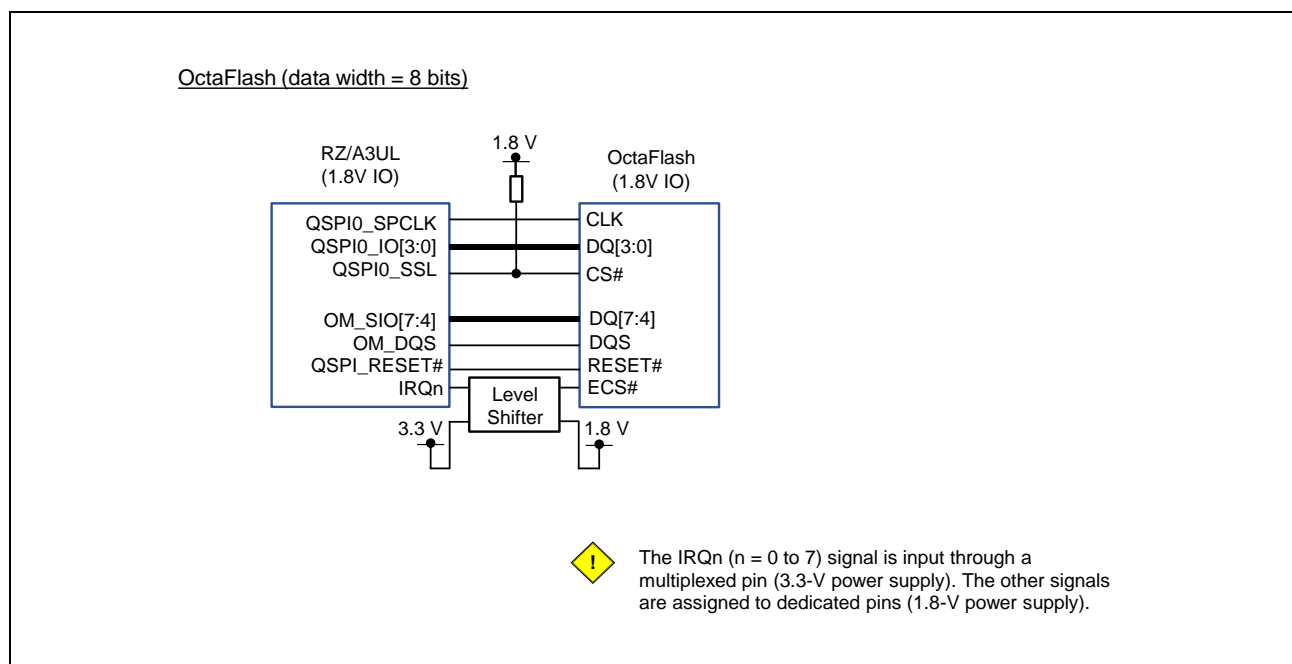 OctaFlash (data width = 8 bits)
1.8 V
RZ/A3UL
(1.8V IO)
OctaFlash
(1.8V IO)
QSPI0_SPCLK
CLK
QSPI0_IO[3:0]
DQ[3:0]
QSPI0_SSL
CS#
OM_SIO[7:4]
DQ[7:4]
OM_DQS
DQS
QSPI_RESET#
RESET#
IRQn
ECS#
Level
Shifter
3.3 V
1.8 V
!
The IRQn (n = 0 to 7) signal is input through a
multiplexed pin (3.3-V power supply). The other signals
are assigned to dedicated pins (1.8-V power supply).